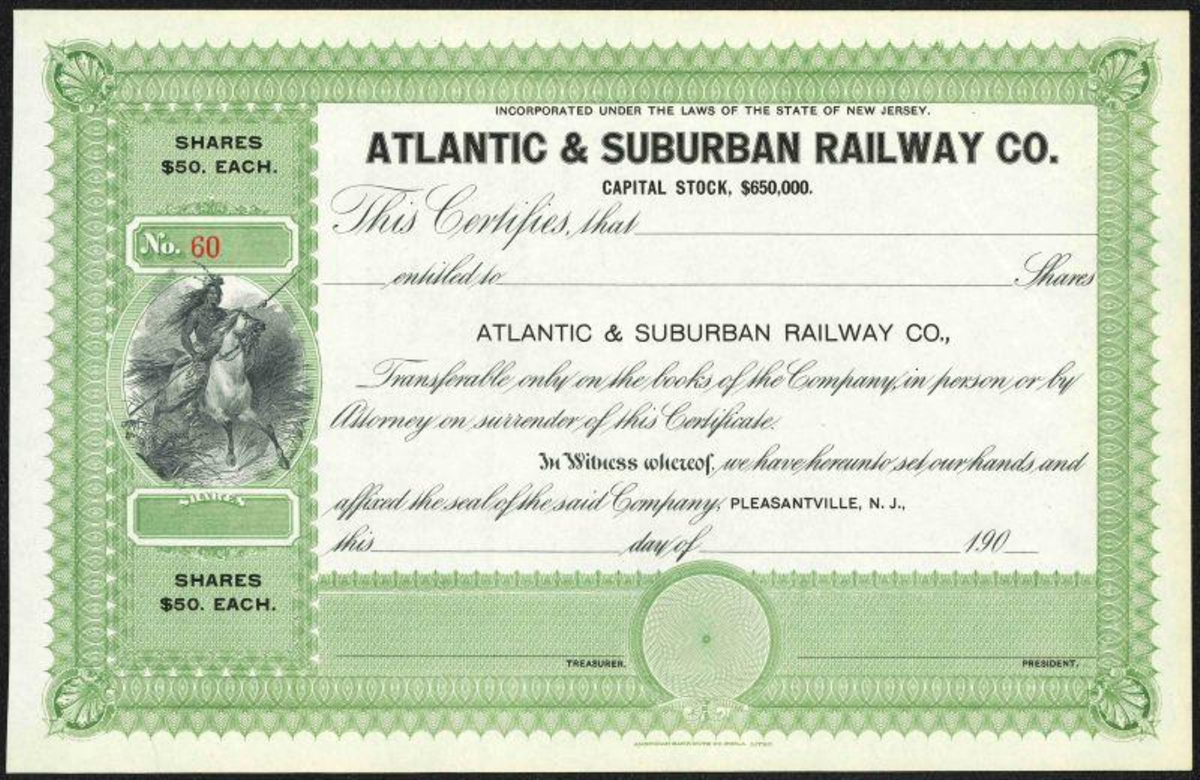 INCORPORATED UNDER THE LAWS OF THE STATE OF NEW JERSEY.
ATLANTIC & SUBURBAN RAILWAY CO.
CAPITAL STOCK, $650,000.
SHARES
$50. EACH.
No. 60
This Certifies, that
entitled to Shares
ATLANTIC & SUBURBAN RAILWAY CO.,
Transferable only on the books of the Company, in person or by
Attorney on surrender of this Certificate.
In Witness whereof, we have hereunto set our hands, and
affixed the seal of the said Company, PLEASANTVILLE, N. J.,
this day of 190
SHARES
SHARES
$50. EACH.
TREASURER.
PRESIDENT.